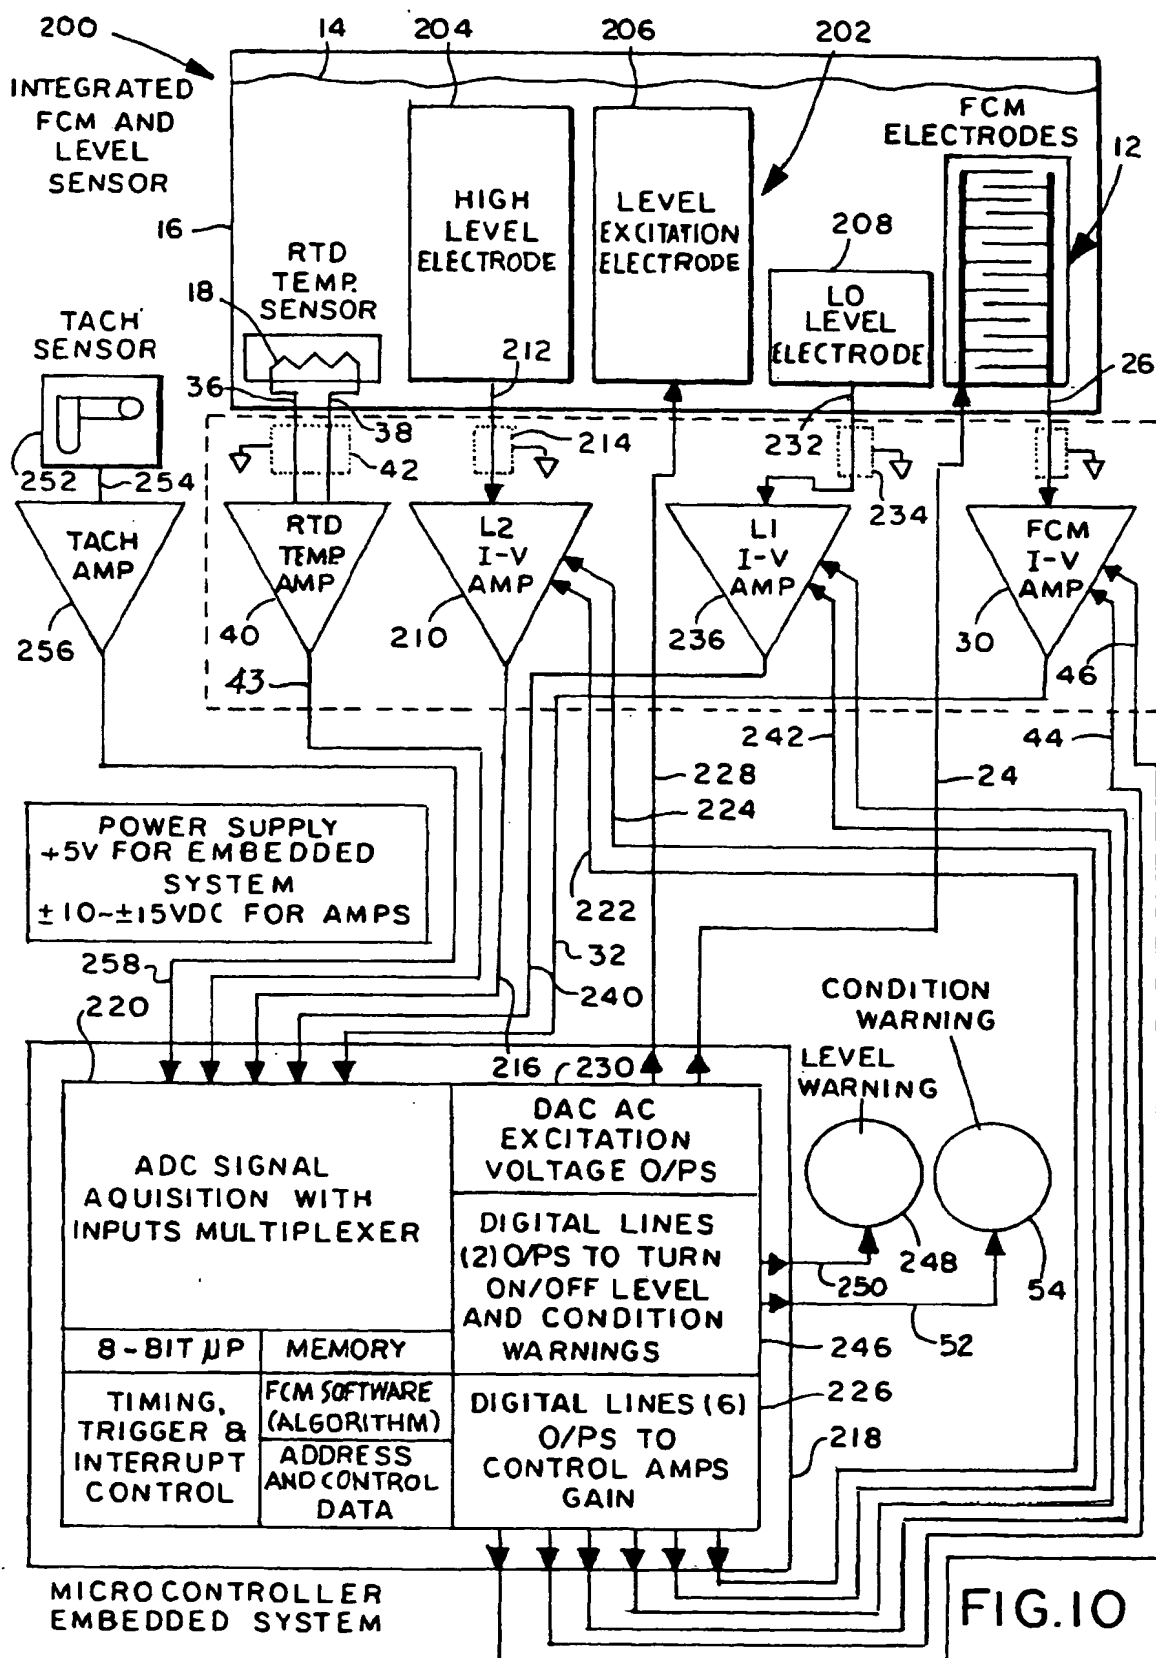 200
14
204
206
202
INTEGRATED
FCM AND
LEVEL
SENSOR
FCM
ELECTRODES
12
16
HIGH
LEVEL
ELECTRODE
LEVEL
EXCITATION
ELECTRODE
208
LO
LEVEL
ELECTRODE
RTD
TEMP.
SENSOR
18
TACH
SENSOR
36
38
212
26
252
254
42
214
232
234
TACH
AMP
RTD
TEMP
AMP
L2
I-V
AMP
L1
I-V
AMP
FCM
I-V
AMP
256
40
210
236
30
46
43
242
44
228
24
224
POWER SUPPLY
+5V FOR EMBEDDED
SYSTEM
±10~±15VDC FOR AMPS
222
32
258
240
220
216
230
CONDITION
WARNING
LEVEL
WARNING
ADC SIGNAL
AQUISITION WITH
INPUTS MULTIPLEXER
DAC AC
EXCITATION
VOLTAGE O/PS
DIGITAL LINES
(2) O/PS TO TURN
ON/OFF LEVEL
AND CONDITION
WARNINGS
250
248
54
52
246
8-BIT µP
MEMORY
TIMING,
TRIGGER &
INTERRUPT
CONTROL
FCM SOFTWARE
(ALGORITHM)
ADDRESS
AND CONTROL
DATA
DIGITAL LINES (6)
O/PS TO
CONTROL AMPS
GAIN
226
218
MICROCONTROLLER
EMBEDDED SYSTEM
FIG.10